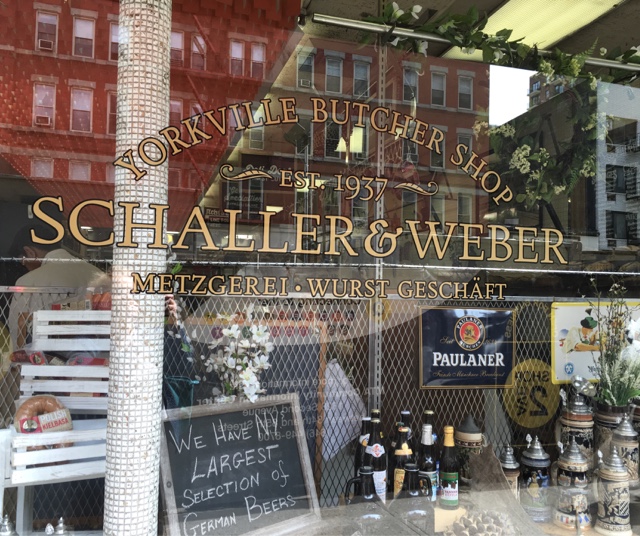 YORKVILLE BUTCHER SHOP
EST. 1937
SCHALLER & WEBER
METZGEREI · WURST GESCHÄFT
PAULANER
KIELBASA
WE HAVE NY'S
LARGEST
SELECTION OF
GERMAN BEERS